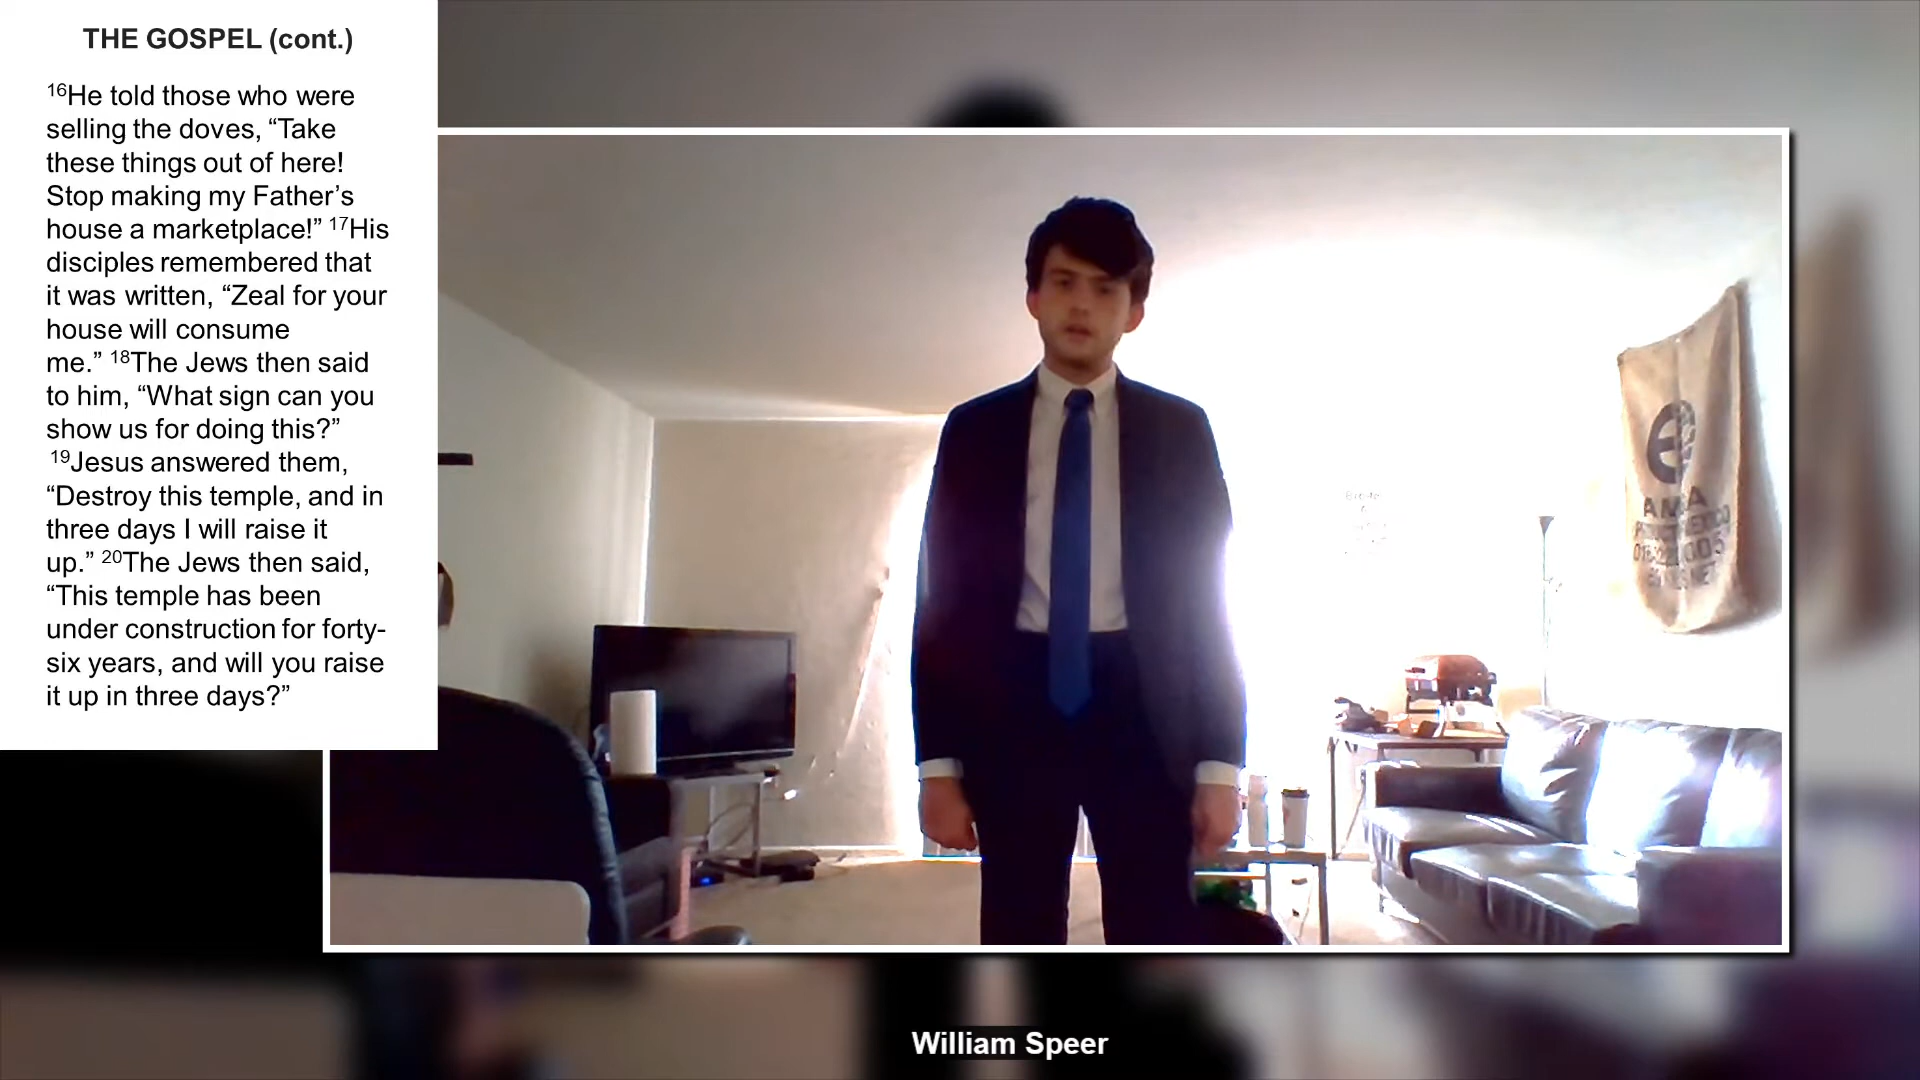 THE GOSPEL (cont.)
16He told those who were
selling the doves, “Take
these things out of here!
Stop making my Father’s
house a marketplace!” 17His
disciples remembered that
it was written, “Zeal for your
house will consume
me.” 18The Jews then said
to him, “What sign can you
show us for doing this?”
19Jesus answered them,
“Destroy this temple, and in
three days I will raise it
up.” 20The Jews then said,
“This temple has been
under construction for forty-
six years, and will you raise
it up in three days?”
William Speer